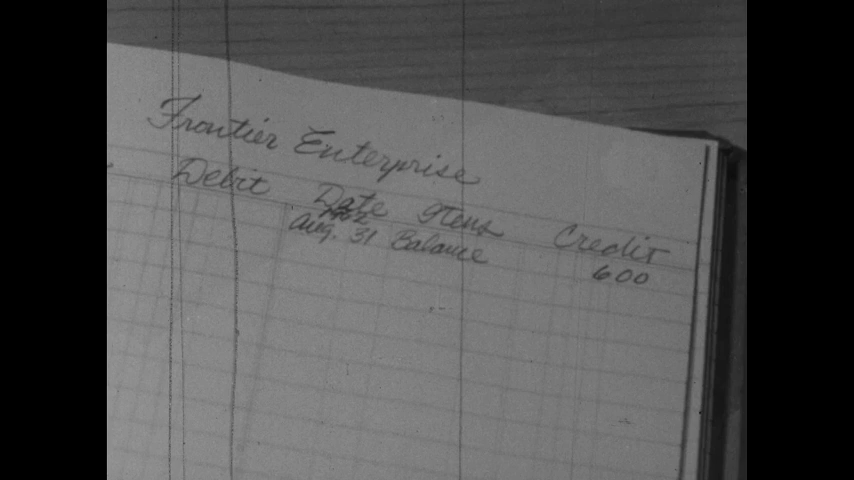 Frontier Enterprise
Debit Date Items Credit
Aug. 31 Balance 600